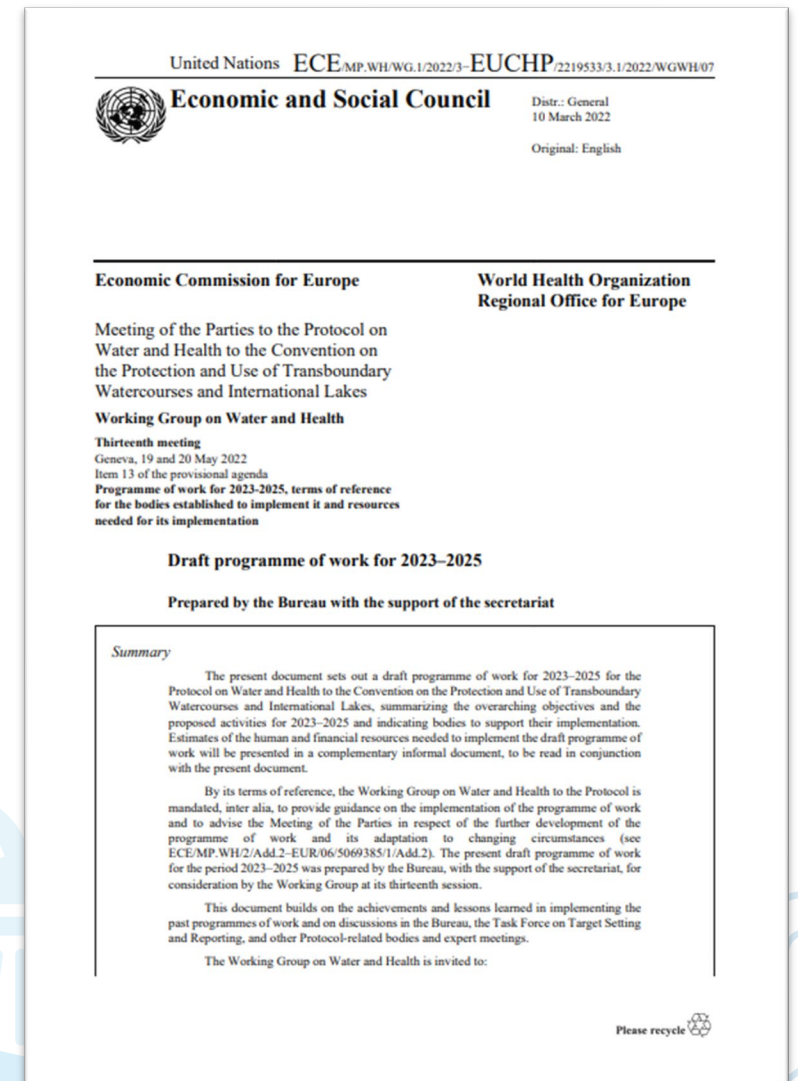 United Nations ECE/MP.WH/WG.1/2022/3–EUCHP/2219533/3.1/2022/WGWH/07
Economic and Social Council
Distr.: General
10 March 2022
Original: English
Economic Commission for Europe
World Health Organization
Regional Office for Europe
Meeting of the Parties to the Protocol on
Water and Health to the Convention on
the Protection and Use of Transboundary
Watercourses and International Lakes
Working Group on Water and Health
Thirteenth meeting
Geneva, 19 and 20 May 2022
Item 13 of the provisional agenda
Programme of work for 2023-2025, terms of reference
for the bodies established to implement it and resources
needed for its implementation
Draft programme of work for 2023–2025
Prepared by the Bureau with the support of the secretariat
Summary
The present document sets out a draft programme of work for 2023–2025 for the
Protocol on Water and Health to the Convention on the Protection and Use of Transboundary
Watercourses and International Lakes, summarizing the overarching objectives and the
proposed activities for 2023–2025 and indicating bodies to support their implementation.
Estimates of the human and financial resources needed to implement the draft programme of
work will be presented in a complementary informal document, to be read in conjunction
with the present document.
By its terms of reference, the Working Group on Water and Health to the Protocol is
mandated, inter alia, to provide guidance on the implementation of the programme of work
and to advise the Meeting of the Parties in respect of the further development of the
programme of work and its adaptation to changing circumstances (see
ECE/MP.WH/2/Add.2–EUR/06/5069385/1/Add.2). The present draft programme of work
for the period 2023–2025 was prepared by the Bureau, with the support of the secretariat, for
consideration by the Working Group at its thirteenth session.
This document builds on the achievements and lessons learned in implementing the
past programmes of work and on discussions in the Bureau, the Task Force on Target Setting
and Reporting, and other Protocol-related bodies and expert meetings.
The Working Group on Water and Health is invited to:
Please recycle